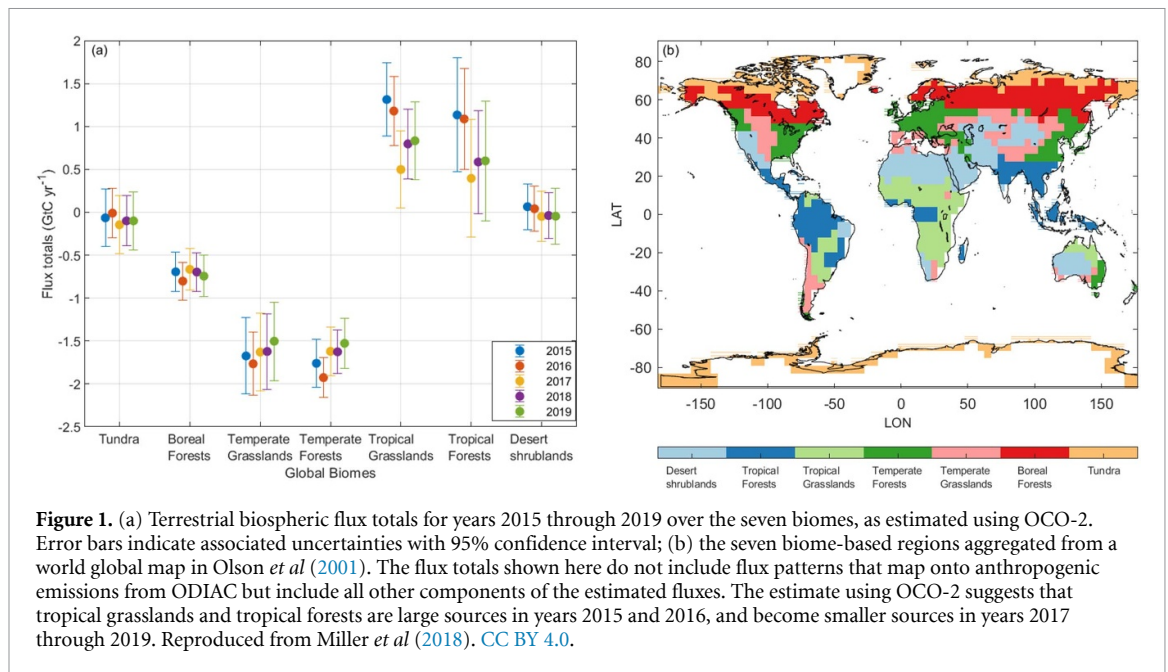 (a)
2
1.5
1
0.5
0
-0.5
-1
-1.5
-2
-2.5
Flux totals (GtC yr-1)
2015
2016
2017
2018
2019
Tundra
Boreal
Forests
Temperate
Grasslands
Temperate
Forests
Tropical
Grasslands
Tropical
Forests
Desert
shrublands
Global Biomes
(b)
80
60
40
20
0
-20
-40
-60
-80
LAT
-150 -100 -50 0 50 100 150
LON
Desert
shrublands
Tropical
Forests
Tropical
Grasslands
Temperate
Forests
Temperate
Grasslands
Boreal
Forests
Tundra
Figure 1. (a) Terrestrial biospheric flux totals for years 2015 through 2019 over the seven biomes, as estimated using OCO-2.
Error bars indicate associated uncertainties with 95% confidence interval; (b) the seven biome-based regions aggregated from a
world global map in Olson et al (2001). The flux totals shown here do not include flux patterns that map onto anthropogenic
emissions from ODIAC but include all other components of the estimated fluxes. The estimate using OCO-2 suggests that
tropical grasslands and tropical forests are large sources in years 2015 and 2016, and become smaller sources in years 2017
through 2019. Reproduced from Miller et al (2018). CC BY 4.0.